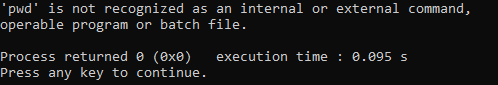 'pwd' is not recognized as an internal or external command,
operable program or batch file.
Process returned 0 (0x0)   execution time : 0.095 s
Press any key to continue.